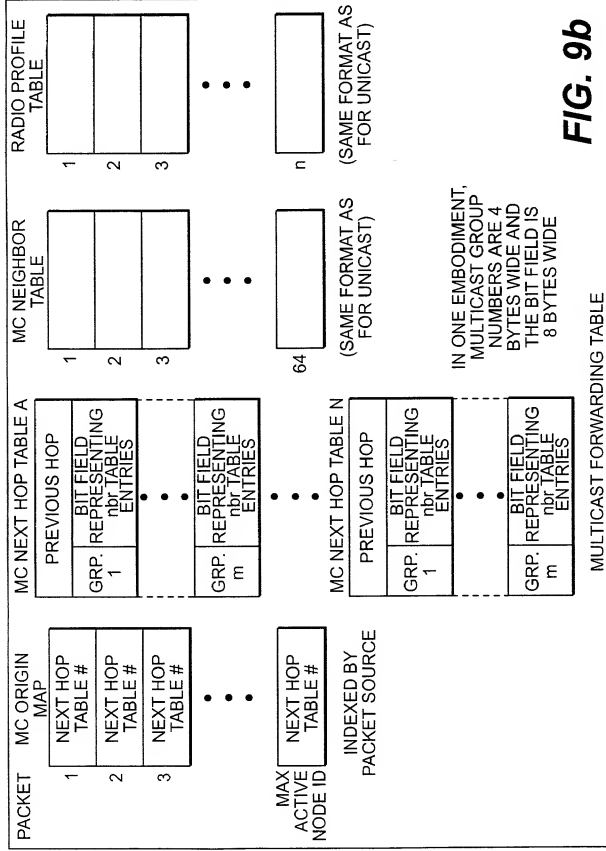 PACKET
MC ORIGIN
MAP
1
NEXT HOP
TABLE #
2
NEXT HOP
TABLE #
3
NEXT HOP
TABLE #
MAX
ACTIVE
NODE ID
NEXT HOP
TABLE #
INDEXED BY
PACKET SOURCE
MC NEXT HOP TABLE A
PREVIOUS HOP
GRP.
1
BIT FIELD
REPRESENTING
nbr TABLE
ENTRIES
GRP.
m
BIT FIELD
REPRESENTING
nbr TABLE
ENTRIES
MC NEXT HOP TABLE N
PREVIOUS HOP
GRP.
1
BIT FIELD
REPRESENTING
nbr TABLE
ENTRIES
GRP.
m
BIT FIELD
REPRESENTING
nbr TABLE
ENTRIES
MC NEIGHBOR
TABLE
1
2
3
64
(SAME FORMAT AS
FOR UNICAST)
RADIO PROFILE
TABLE
1
2
3
n
(SAME FORMAT AS
FOR UNICAST)
IN ONE EMBODIMENT,
MULTICAST GROUP
NUMBERS ARE 4
BYTES WIDE AND
THE BIT FIELD IS
8 BYTES WIDE
MULTICAST FORWARDING TABLE
FIG. 9b